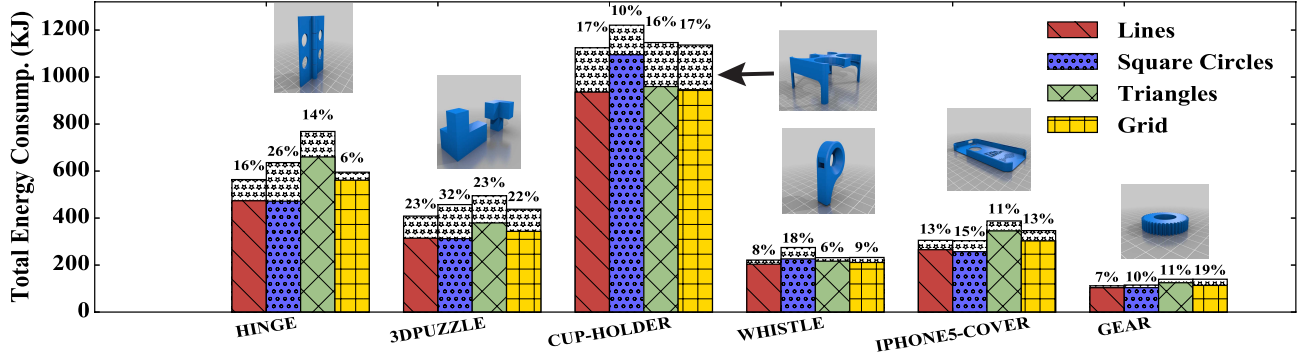 Total Energy Consump. (KJ)
1200
1000
800
600
400
200
0
16%
26%
14%
6%
23%
32%
23%
22%
17%
10%
16%
17%
8%
18%
6%
9%
13%
15%
11%
13%
7%
10%
11%
19%
Lines
Square Circles
Triangles
Grid
HINGE
3DPUZZLE
CUP-HOLDER
WHISTLE
IPHONE5-COVER
GEAR